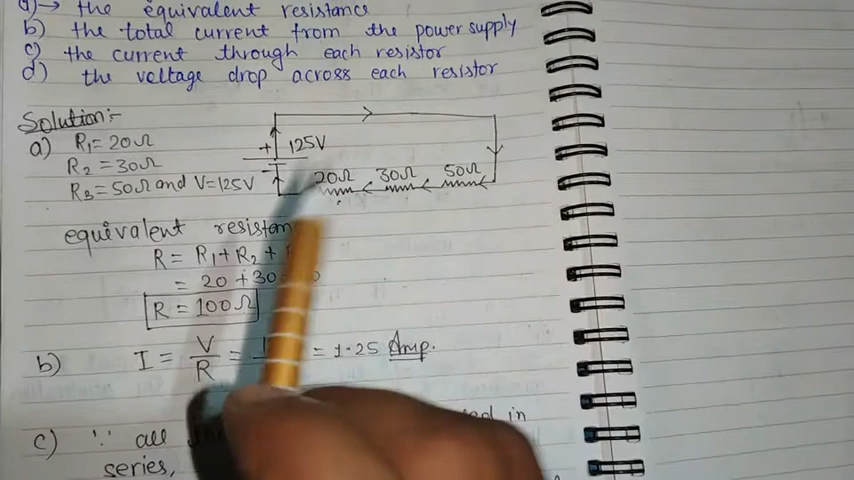 a)→ the equivalent resistance
b) the total current from the power supply
c) the current through each resistor
d) the voltage drop across each resistor
Solution:-
a) R₁ = 20Ω
R₂ = 30Ω
R₃ = 50Ω and V = 125V
+ 125V
-
20Ω 30Ω 50Ω
equivalent
R = R₁ + R₂ +
= 20 + 30
R = 100Ω
b) I = V/R = = 1.25 Amp.
c) ∵ all in
series,